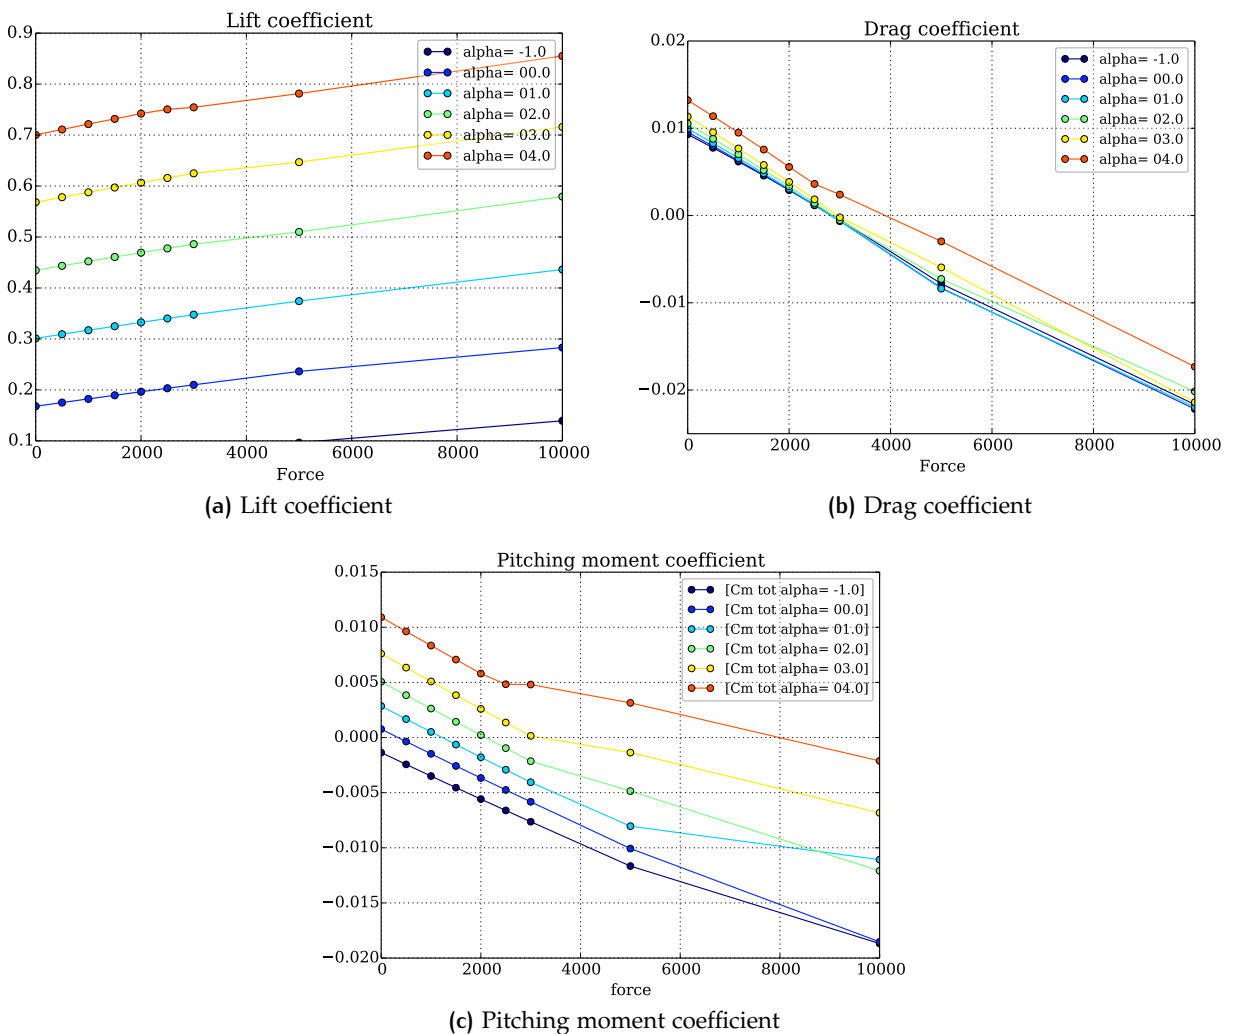 Lift coefficient
0.9
0.8
0.7
0.6
0.5
0.4
0.3
0.2
0.1
alpha= -1.0
alpha= 00.0
alpha= 01.0
alpha= 02.0
alpha= 03.0
alpha= 04.0
0 2000 4000 6000 8000 10000
Force
(a) Lift coefficient
Drag coefficient
0.02
0.01
0.00
−0.01
−0.02
alpha= -1.0
alpha= 00.0
alpha= 01.0
alpha= 02.0
alpha= 03.0
alpha= 04.0
0 2000 4000 6000 8000 10000
Force
(b) Drag coefficient
Pitching moment coefficient
0.015
0.010
0.005
0.000
−0.005
−0.010
−0.015
−0.020
[Cm tot alpha= -1.0]
[Cm tot alpha= 00.0]
[Cm tot alpha= 01.0]
[Cm tot alpha= 02.0]
[Cm tot alpha= 03.0]
[Cm tot alpha= 04.0]
0 2000 4000 6000 8000 10000
force
(c) Pitching moment coefficient